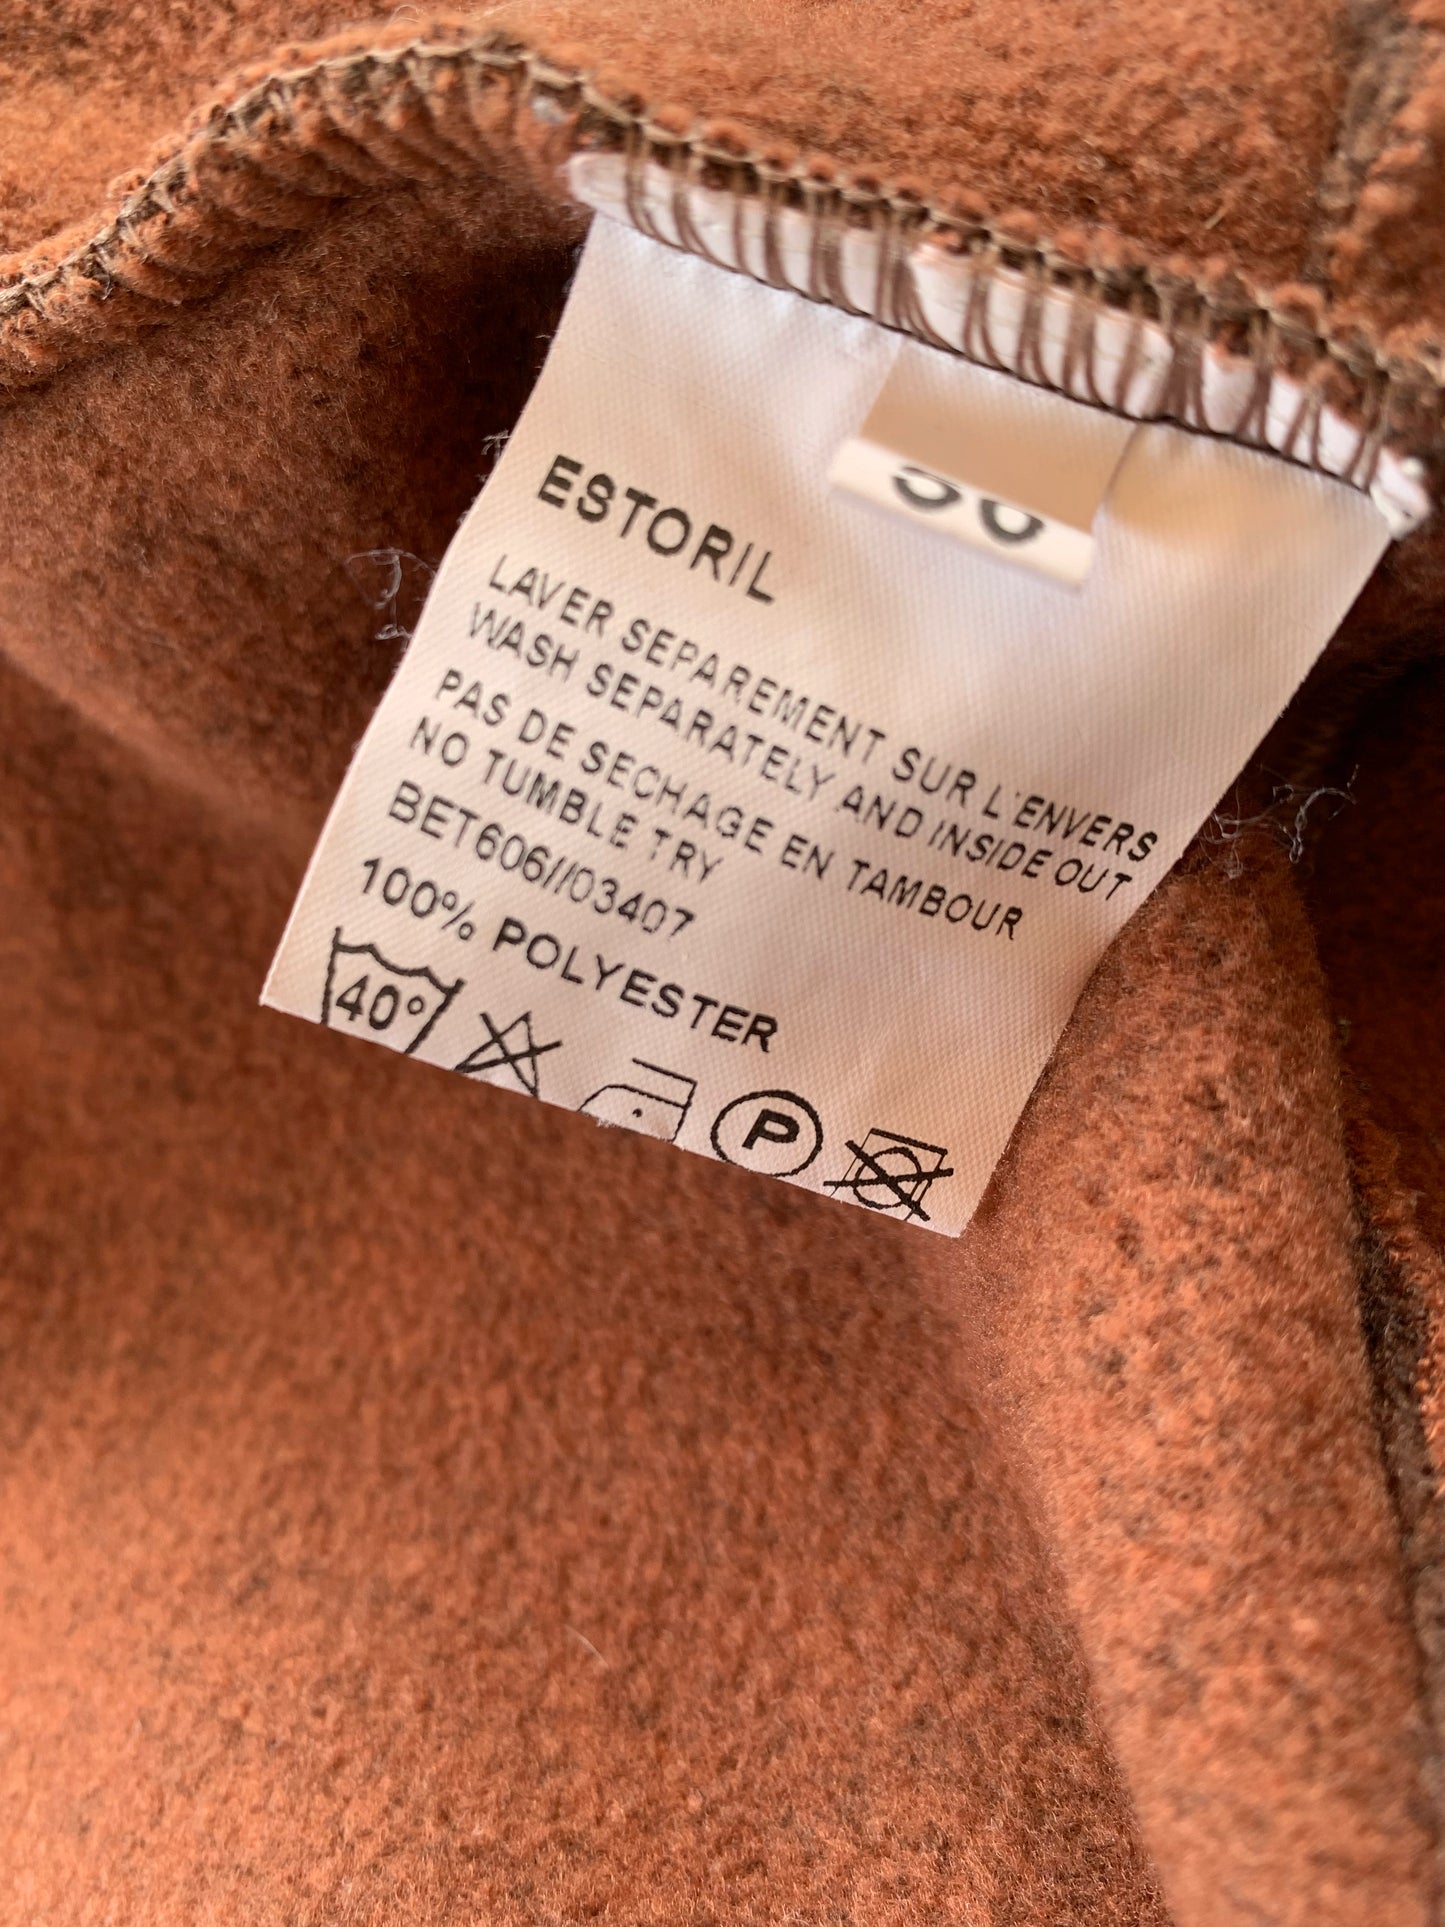 ESTORIL
LAVER SEPAREMENT SUR L'ENVERS
WASH SEPARATELY AND INSIDE OUT
PAS DE SECHAGE EN TAMBOUR
NO TUMBLE TRY
BET606//03407
100% POLYESTER
40°
P